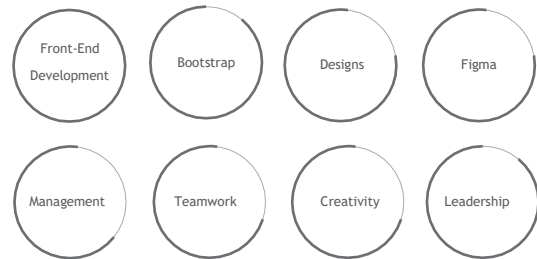 Front-End
Development
Bootstrap
Designs
Figma
Management
Teamwork
Creativity
Leadership